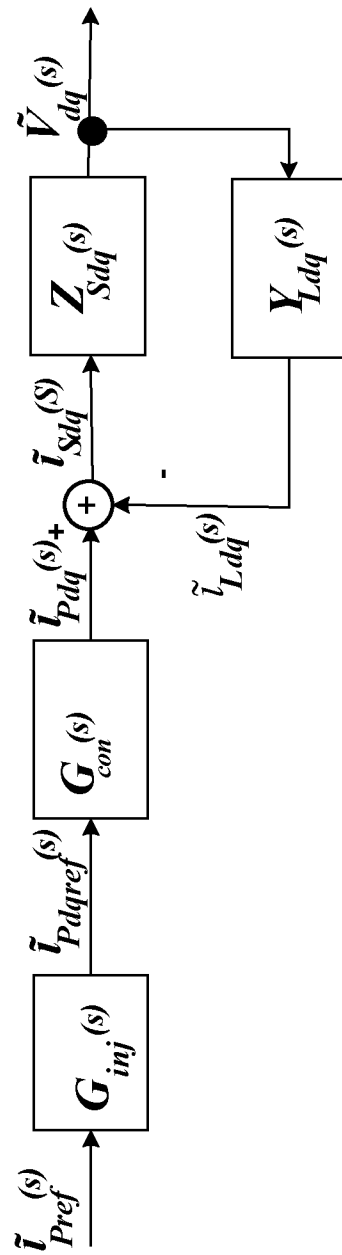 ĩ_Pref(s)
G_inj(s)
ĩ_Pdqref(s)
G_con(s)
ĩ_Pdq(s)
+
+
-
ĩ_Sdq(S)
Z_Sdq(s)
Ṽ_dq(s)
ĩ_Ldq(s)
Y_Ldq(s)